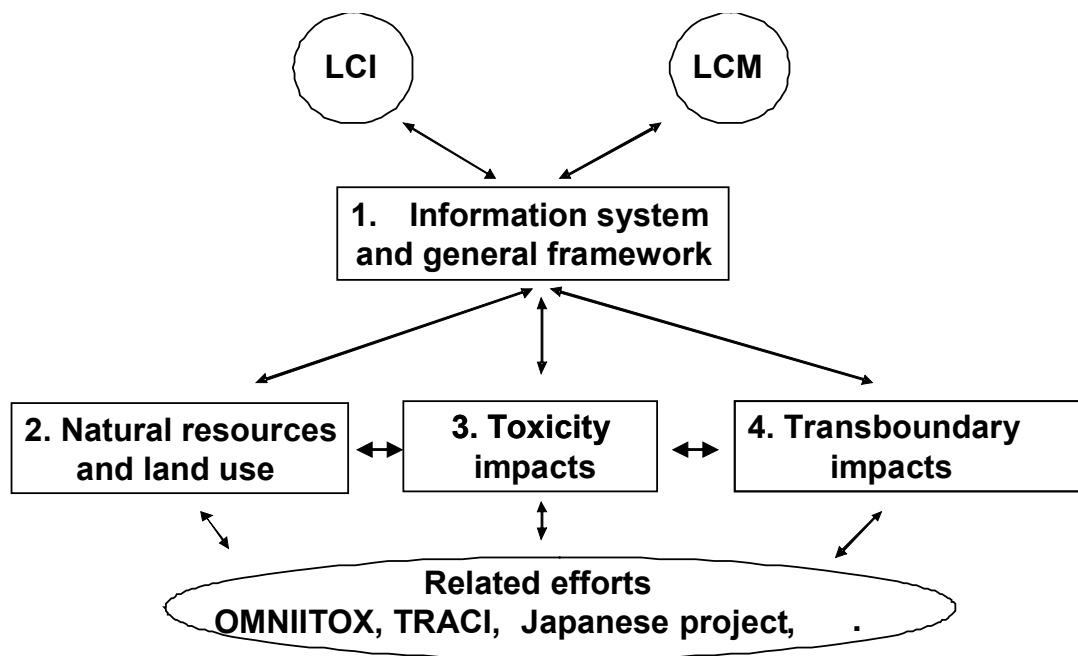 LCI
LCM
1. Information system
and general framework
2. Natural resources
and land use
3. Toxicity
impacts
4. Transboundary
impacts
Related efforts
OMNIITOX, TRACI, Japanese project, .